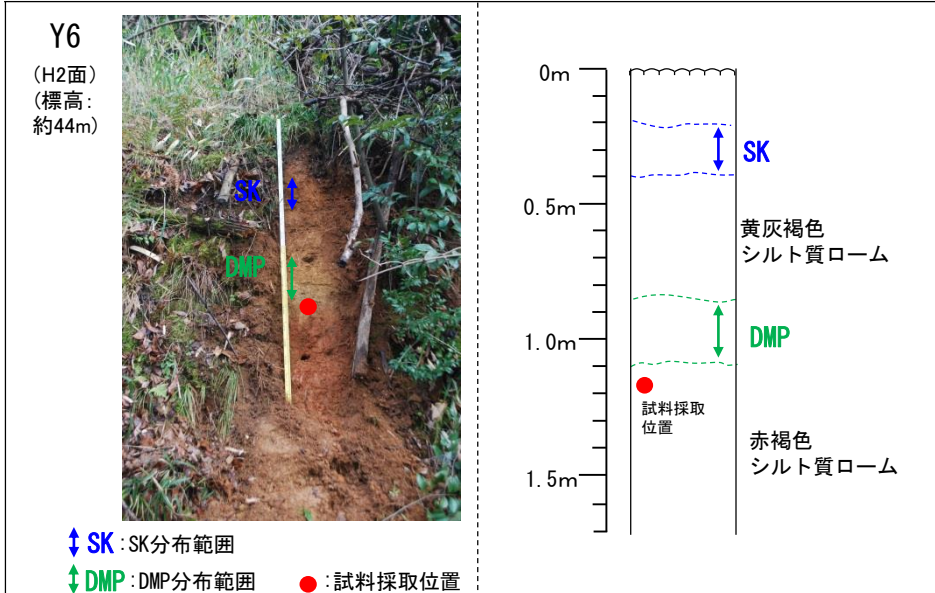 Y6
(H2面)
(標高：
約44m)
SK
DMP
SK：SK分布範囲
DMP：DMP分布範囲
：試料採取位置
0m
0.5m
1.0m
1.5m
SK
黄灰褐色
シルト質ローム
DMP
試料採取
位置
赤褐色
シルト質ローム